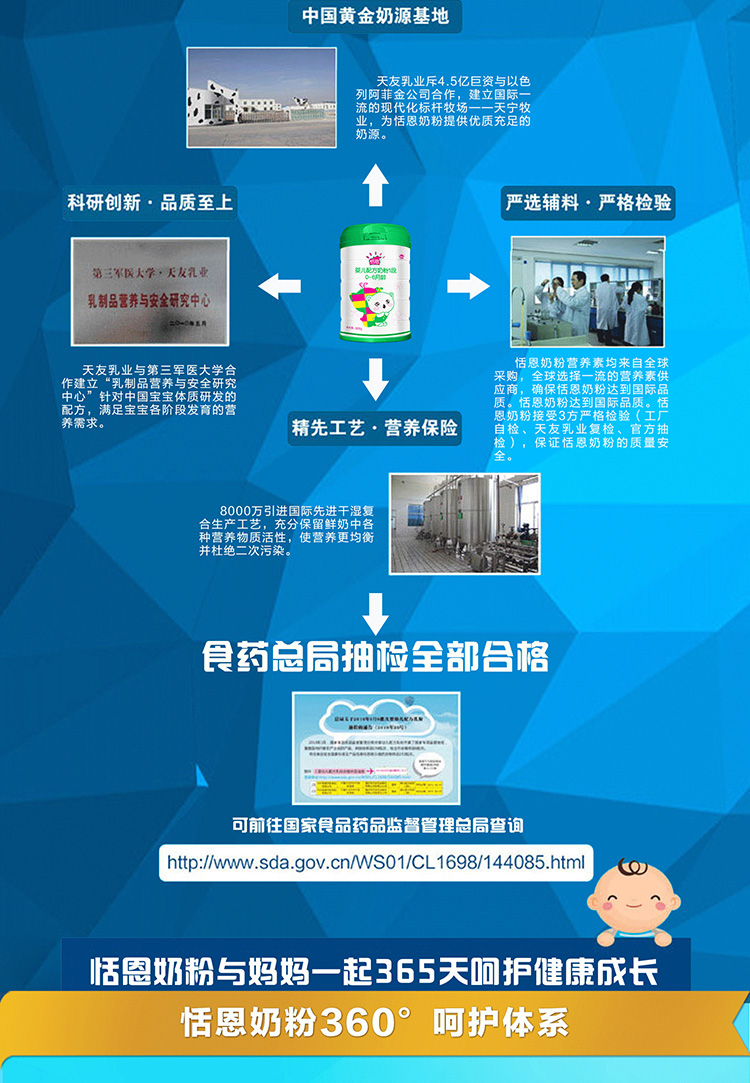 中国黄金奶源基地
天友乳业斥4.5亿巨资与以色
列阿菲金公司合作，建立国际一
流的现代化标杆牧场——天宁牧
业，为恬恩奶粉提供优质充足的
奶源。
科研创新·品质至上
严选辅料·严格检验
第三军医大学·天友乳业
乳制品营养与安全研究中心
二〇一〇年五月
婴儿配方奶粉1段
0-6月龄
天友乳业与第三军医大学合
作建立“乳制品营养与安全研究
中心”针对中国宝宝体质研发的
配方，满足宝宝各阶段发育的营
养需求。
恬恩奶粉营养素均来自全球
采购，全球选择一流的营养素供
应商，确保恬恩奶粉达到国际品
质。恬恩奶粉达到国际品质。恬
恩奶粉接受3方严格检验（工厂
自检、天友乳业复检、官方抽
检），保证恬恩奶粉的质量安
全。
精先工艺·营养保险
8000万引进国际先进干湿复
合生产工艺，充分保留鲜奶中各
种营养物质活性，使营养更均衡
并杜绝二次污染。
食药总局抽检全部合格
可前往国家食品药品监督管理总局查询
http://www.sda.gov.cn/WS01/CL1698/144085.html
恬恩奶粉与妈妈一起365天呵护健康成长
恬恩奶粉360°呵护体系